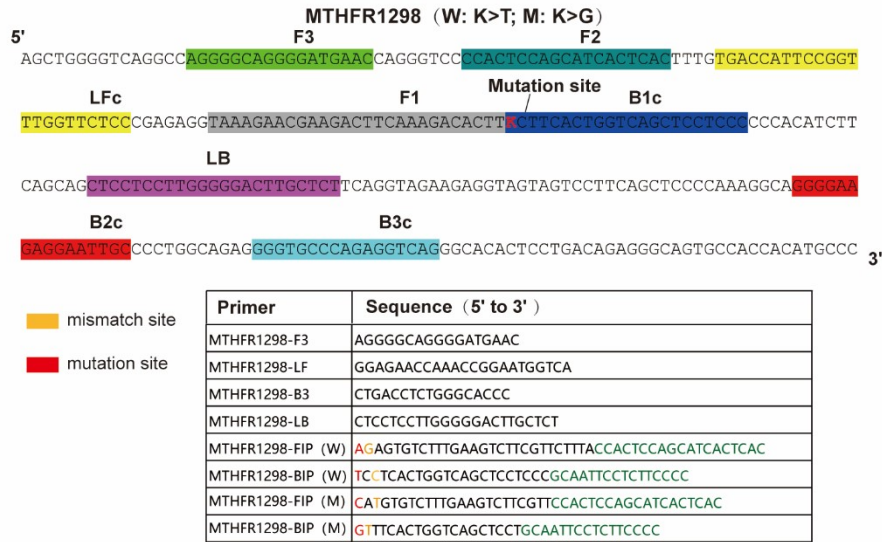 MTHFR1298 (W: K>T; M: K>G)
5'
F3
F2
AGCTGGGGTCAGGCCAGGGGCAGGGGATGAACCAGGGTCCCCACTCCAGCATCACTCACTTTGTGACCATTCCGGT
LFc
F1
Mutation site
B1c
TTGGTTCTCCCGAGAGGTAAAGAACGAAGACTTCAAAGACACTTKCTTCACTGGTCAGCTCCTCCCCCCACATCTT
LB
CAGCAGCTCCTCCTTGGGGGACTTGCTCTTCAGGTAGAAGAGGTAGTAGTCCTTCAGCTCCCCAAAGGCAGGGGAA
B2c
B3c
GAGGAATTGCCCCTGGCAGAGGGGTGCCCAGAGGTCAGGGCACACTCCTGACAGAGGGCAGTGCCACCACATGCCC
3'
mismatch site
mutation site
Primer Sequence (5' to 3')
MTHFR1298-F3 AGGGGCAGGGGATGAAC
MTHFR1298-LF GGAGAACCAAACCGGAATGGTCA
MTHFR1298-B3 CTGACCTCTGGGCACCC
MTHFR1298-LB CTCCTCCTTGGGGGACTTGCTCT
MTHFR1298-FIP (W) AGAGTGTCTTTGAAGTCTTCGTTCTTTACCACTCCAGCATCACTCAC
MTHFR1298-BIP (W) TCCTCACTGGTCAGCTCCTCCCGCAATTCCTCTTCCCC
MTHFR1298-FIP (M) CATGTGTCTTTGAAGTCTTCGTTCCACTCCAGCATCACTCAC
MTHFR1298-BIP (M) GTTTCACTGGTCAGCTCCTGCAATTCCTCTTCCCC